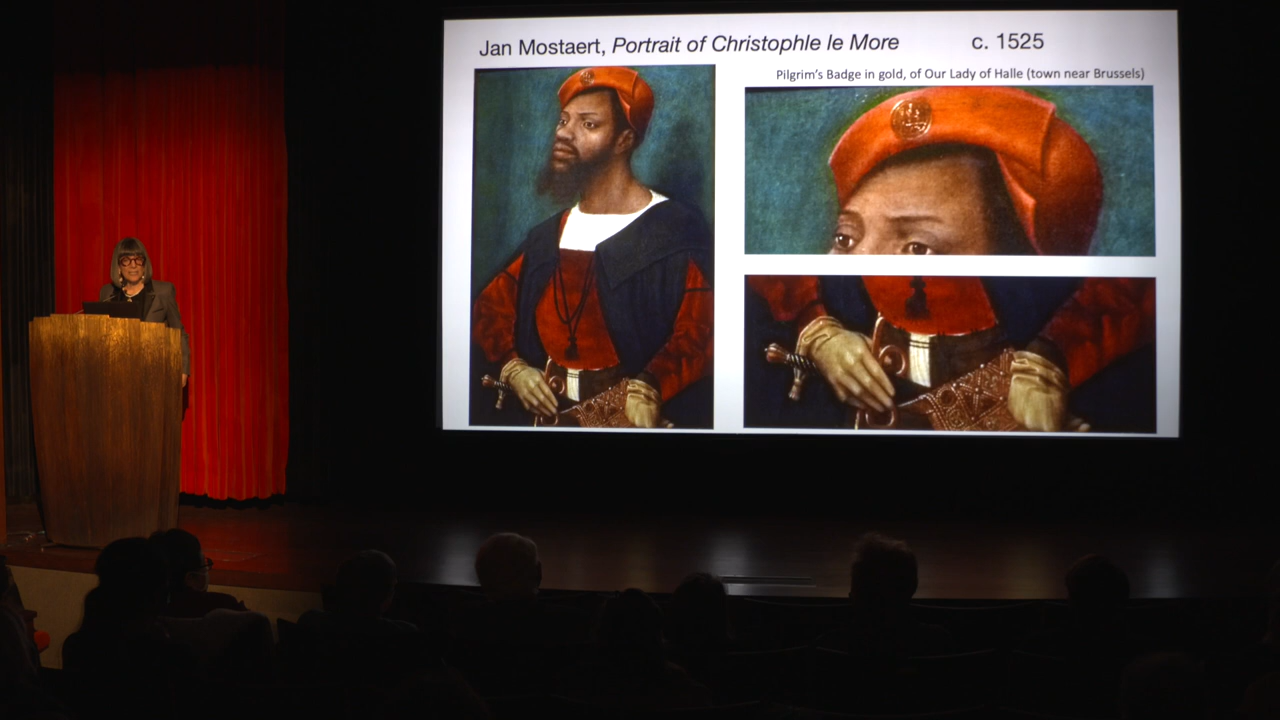 Jan Mostaert, Portrait of Christophle le More c. 1525
Pilgrim's Badge in gold, of Our Lady of Halle (town near Brussels)